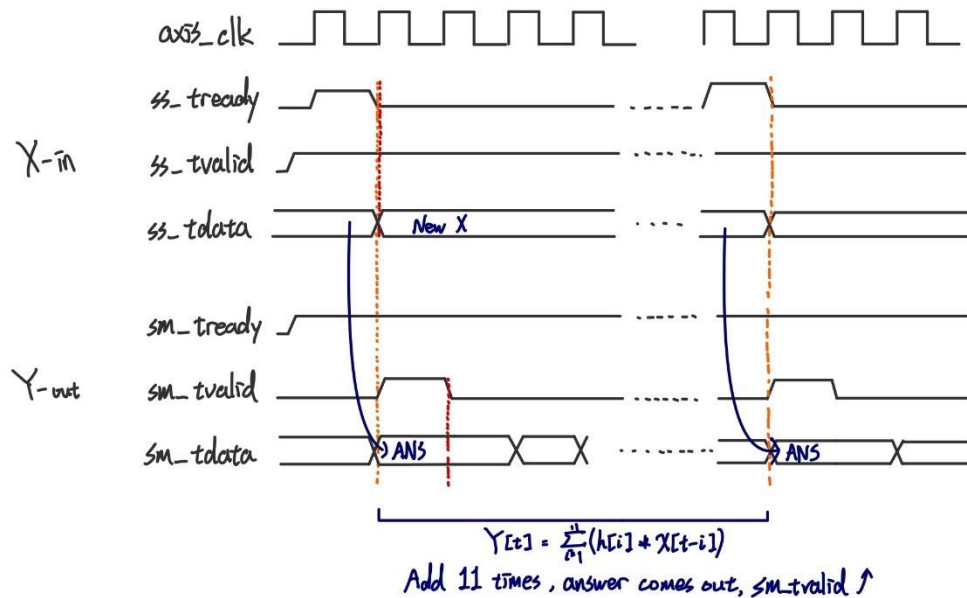 axis_clk
ss_tready
X-in
ss_tvalid
ss_tdata
New X
sm_tready
Y-out
sm_tvalid
sm_tdata
ANS
ANS
Y[t] = Σ(h[i] * X[t-i])
Add 11 times, answer comes out, sm_tvalid ↑